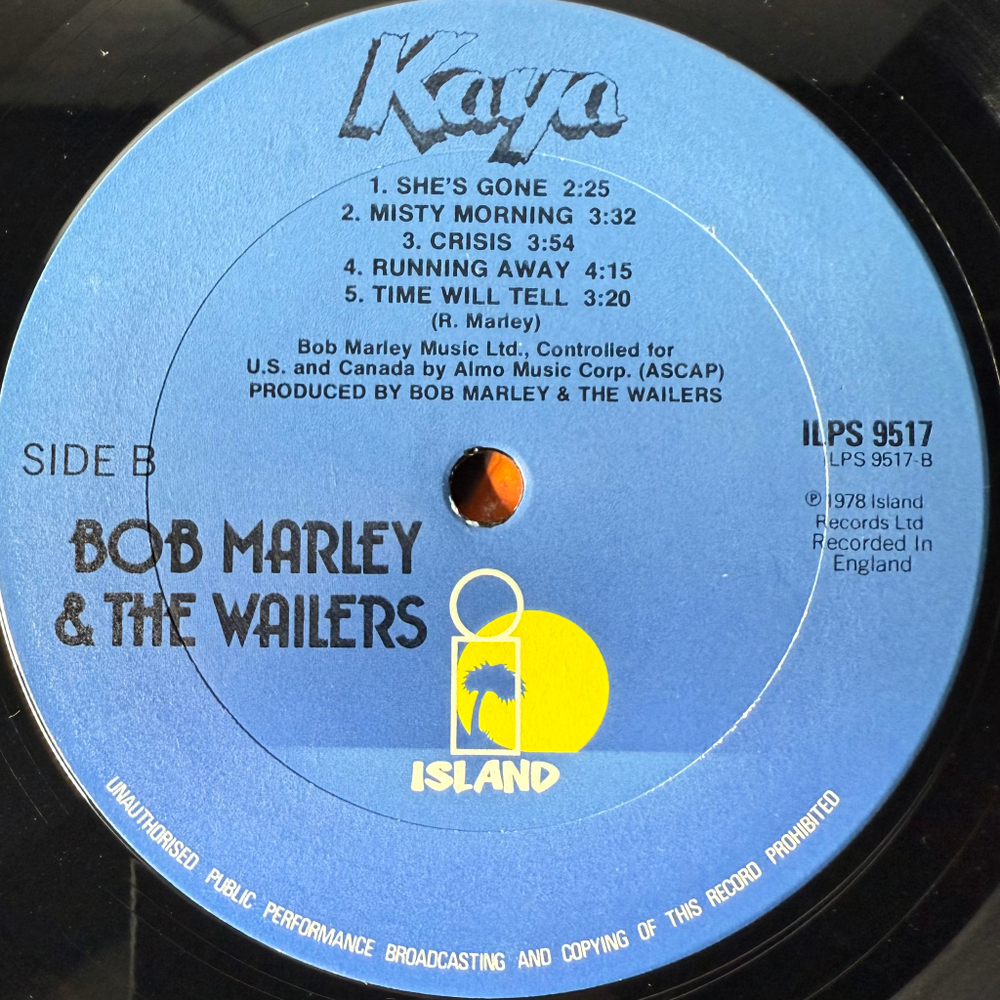 Kaya
1. SHE'S GONE 2:25
2. MISTY MORNING 3:32
3. CRISIS 3:54
4. RUNNING AWAY 4:15
5. TIME WILL TELL 3:20
(R. Marley)
Bob Marley Music Ltd., Controlled for
U.S. and Canada by Almo Music Corp. (ASCAP)
PRODUCED BY BOB MARLEY & THE WAILERS
SIDE B
ILPS 9517
ILPS 9517-B
℗ 1978 Island
Records Ltd
Recorded In
England
BOB MARLEY
& THE WAILERS
ISLAND
UNAUTHORISED PUBLIC PERFORMANCE BROADCASTING AND COPYING OF THIS RECORD PROHIBITED